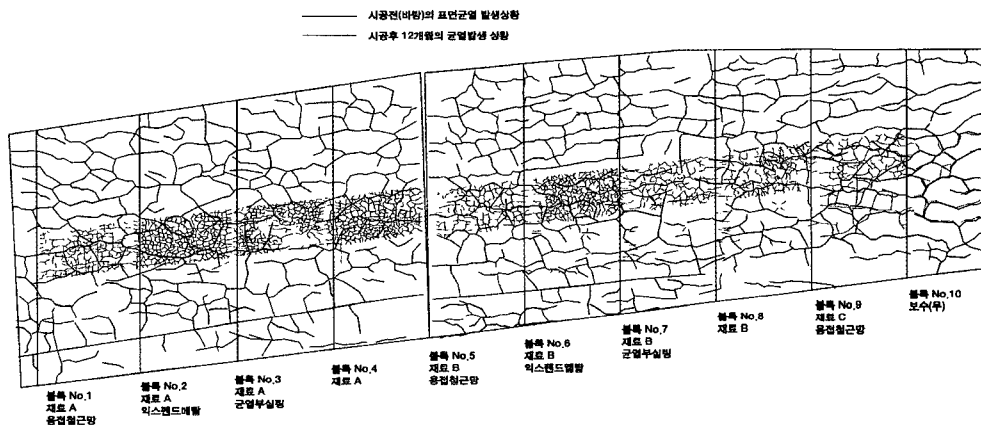 시공전(바탕)의 표면균열 발생상황
시공후 12개월의 균열발생 상황
블록 No.1
재료 A
용접철근망
블록 No.2
재료 A
익스펜드메탈
블록 No.3
재료 A
균열부실링
블록 No.4
재료 A
블록 No.5
재료 B
용접철근망
블록 No.6
재료 B
익스펜드멜탈
블록 No.7
재료 B
균열부실링
블록 No.8
재료 B
블록 No.9
재료 C
용접철근망
블록 No.10
보수(무)